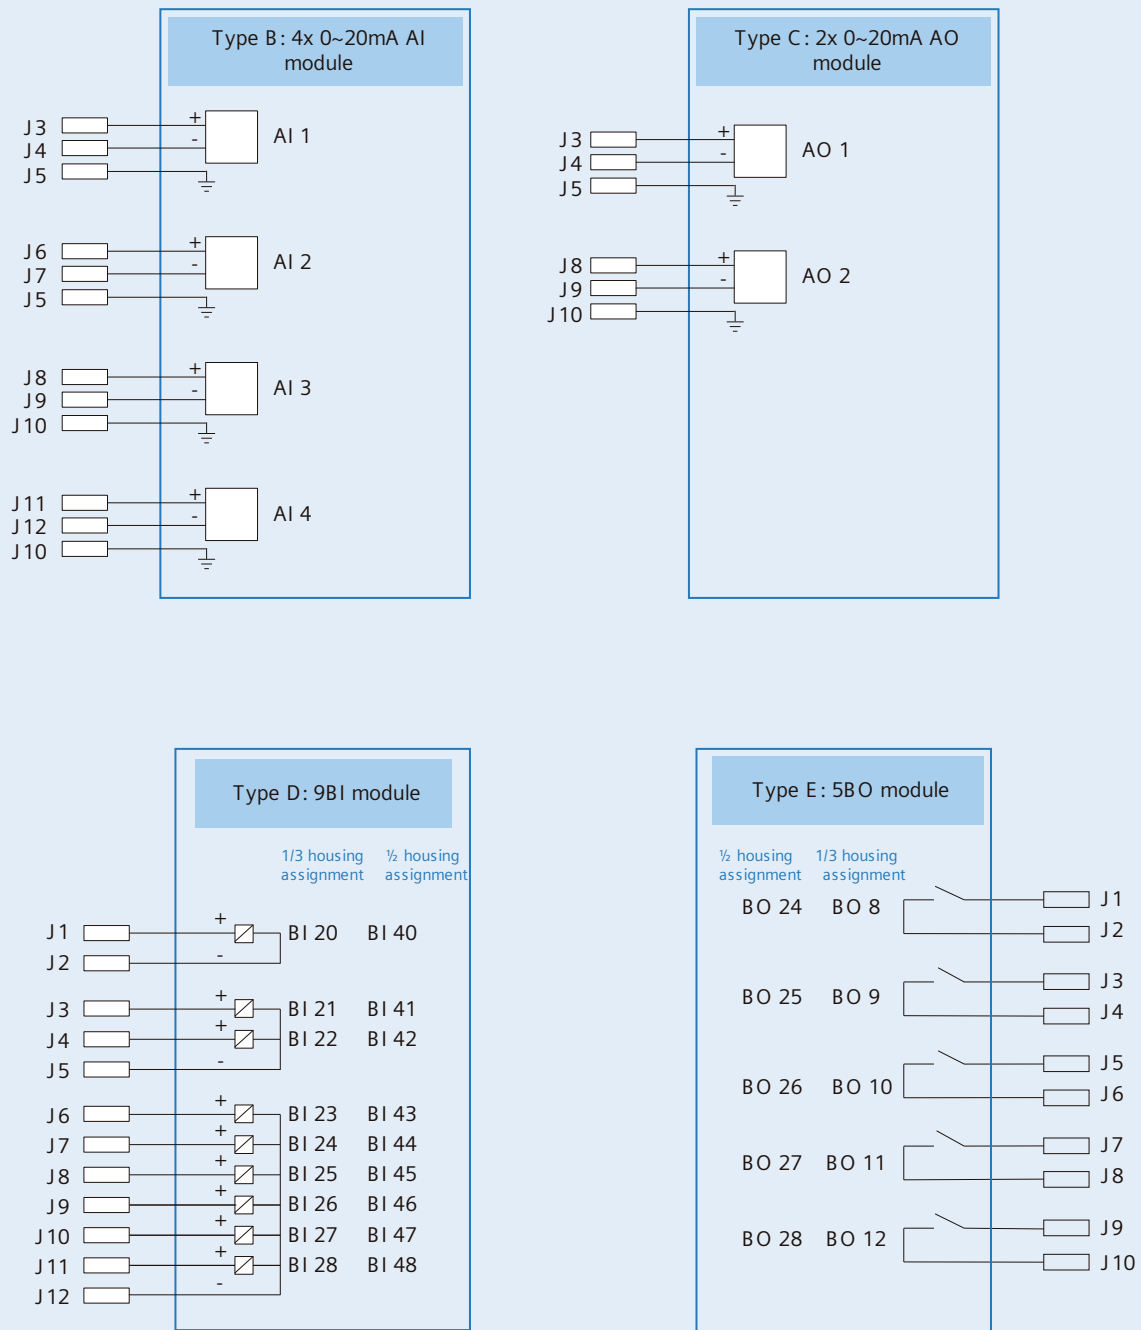 Type B: 4x 0~20mA AI
module
J3 + AI 1
J4 -
J5
J6 + AI 2
J7 -
J5
J8 + AI 3
J9 -
J10
J11 + AI 4
J12 -
J10
Type C: 2x 0~20mA AO
module
J3 + AO 1
J4 -
J5
J8 + AO 2
J9 -
J10
Type D: 9BI module
1/3 housing ½ housing
assignment assignment
J1 + BI 20 BI 40
J2 -
J3 + BI 21 BI 41
J4 + BI 22 BI 42
J5 -
J6 + BI 23 BI 43
J7 + BI 24 BI 44
J8 + BI 25 BI 45
J9 + BI 26 BI 46
J10 + BI 27 BI 47
J11 + BI 28 BI 48
J12 -
Type E: 5BO module
½ housing 1/3 housing
assignment assignment
BO 24 BO 8 J1
J2
J3
BO 25 BO 9 J4
J5
BO 26 BO 10 J6
J7
BO 27 BO 11 J8
J9
BO 28 BO 12 J10